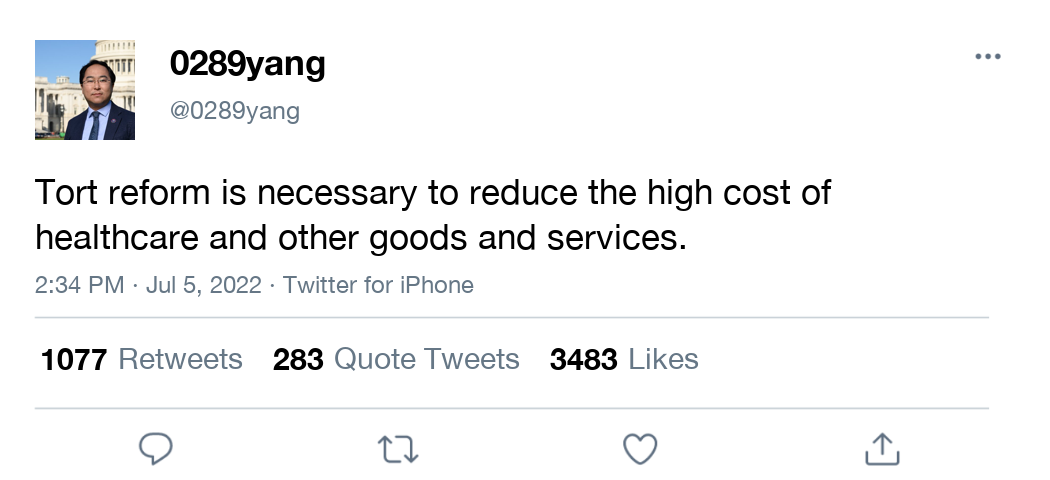 0289yang
@0289yang
Tort reform is necessary to reduce the high cost of
healthcare and other goods and services.
2:34 PM · Jul 5, 2022 · Twitter for iPhone
1077 Retweets 283 Quote Tweets 3483 Likes